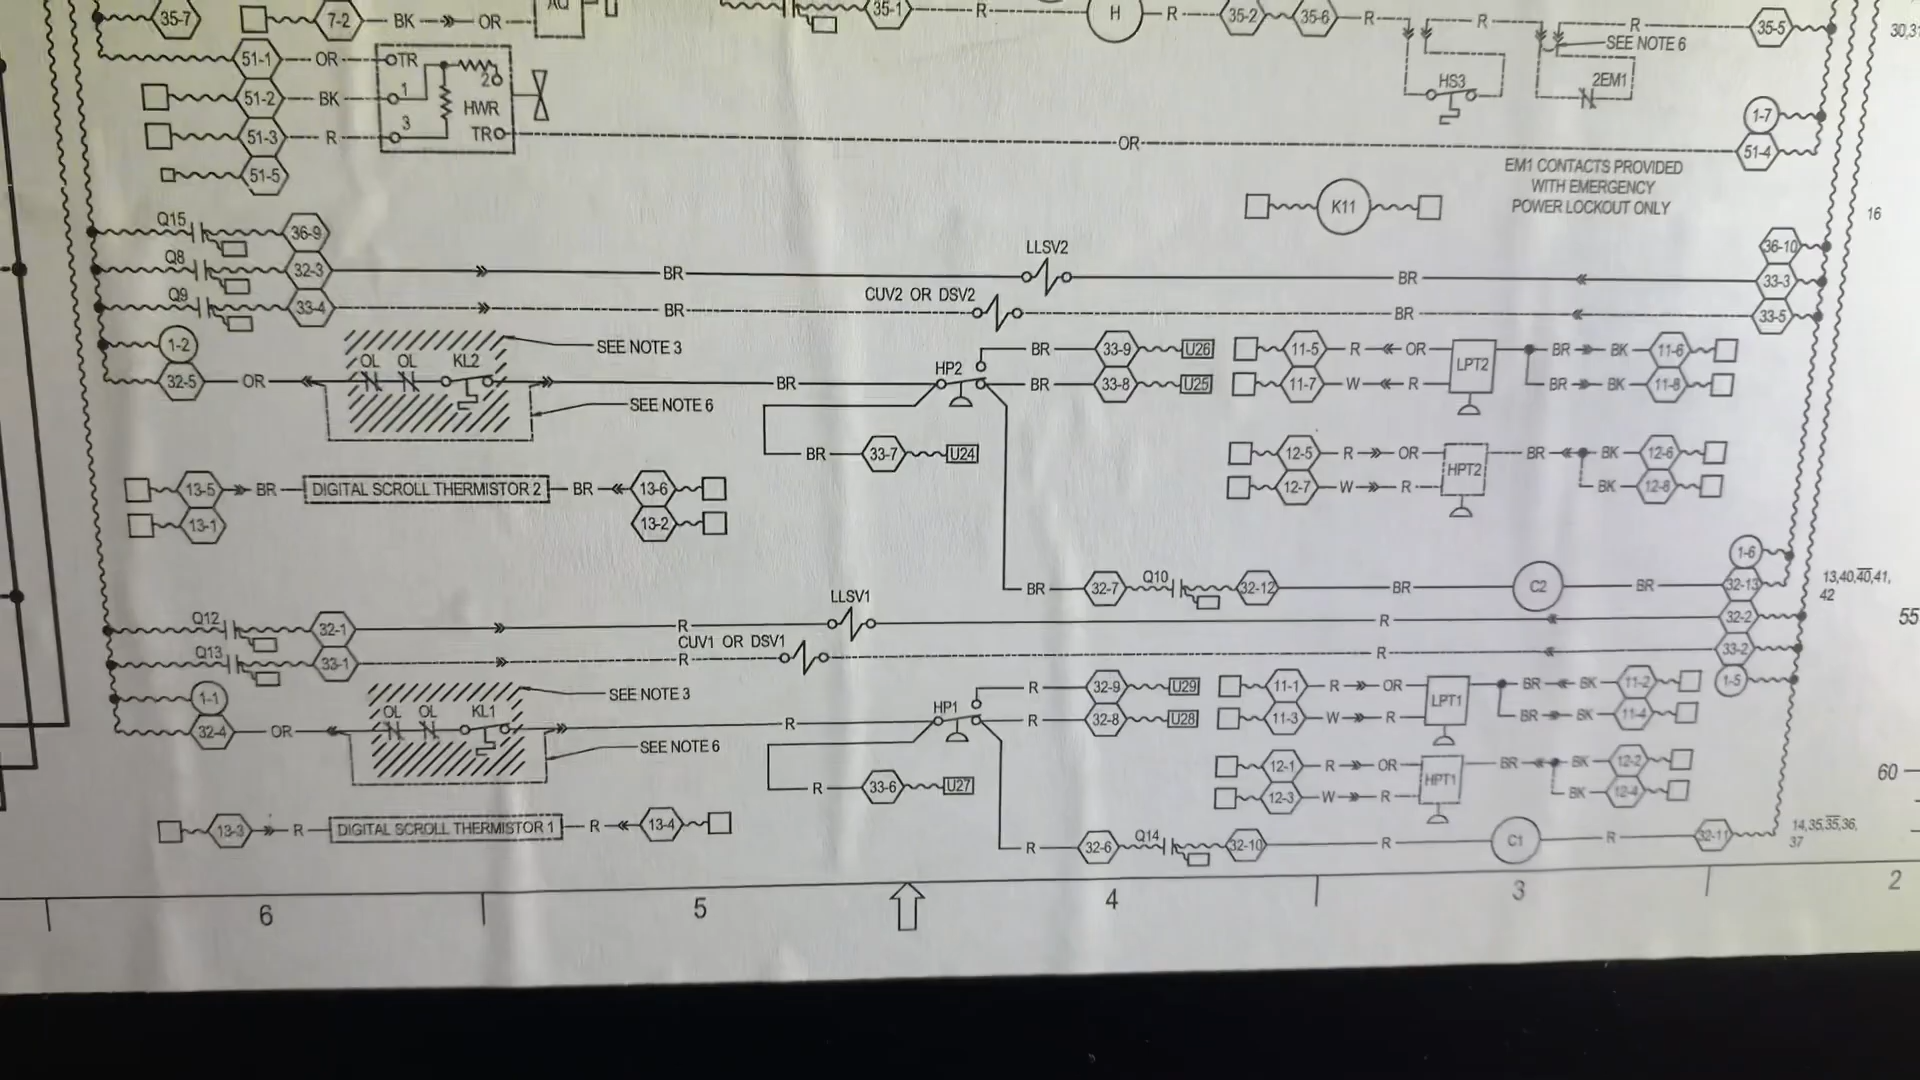 35-7
7-2 BK OR
35-1 R H R 35-2 35-6 R R R 35-5
30,31
SEE NOTE 6
51-1 OR TR
2
HS3 2EM1
51-2 BK 1
HWR
1-7
51-3 R 3 TR OR 51-4
51-5
EM1 CONTACTS PROVIDED
WITH EMERGENCY
POWER LOCKOUT ONLY
K11
16
Q15 36-9 36-10
LLSV2
Q8 32-3 BR BR 33-3
CUV2 OR DSV2
Q9 33-4 BR BR 33-5
1-2 SEE NOTE 3
OL OL KL2
BR 33-9 U26 11-5 R OR LPT2 BR BK 11-6
HP2
32-5 OR BR BR 33-8 U25 11-7 W R BR BK 11-8
SEE NOTE 6
BR 33-7 U24 12-5 R OR HPT2 BR BK 12-6
12-7 W R BK 12-8
13-5 BR DIGITAL SCROLL THERMISTOR 2 BR 13-6
13-1 13-2
1-6
13,40,40,41,
42
BR 32-7 Q10 32-12 BR C2 BR 32-13
LLSV1
Q12 32-1 R R 32-2
55
CUV1 OR DSV1
Q13 33-1 R R 33-2
1-1 SEE NOTE 3
1-5
OL OL KL1
R 32-9 U29 11-1 R OR LPT1 BR BK 11-2
HP1
32-4 OR R R 32-8 U28 11-3 W R BR BK 11-4
SEE NOTE 6
R 33-6 U27 12-1 R OR HPT1 BR BK 12-2
60
12-3 W R BK 12-4
13-3 R DIGITAL SCROLL THERMISTOR 1 R 13-4
14,35,35,36,
37
R 32-6 Q14 32-10 R C1 R 32-11
6 5 4 3 2